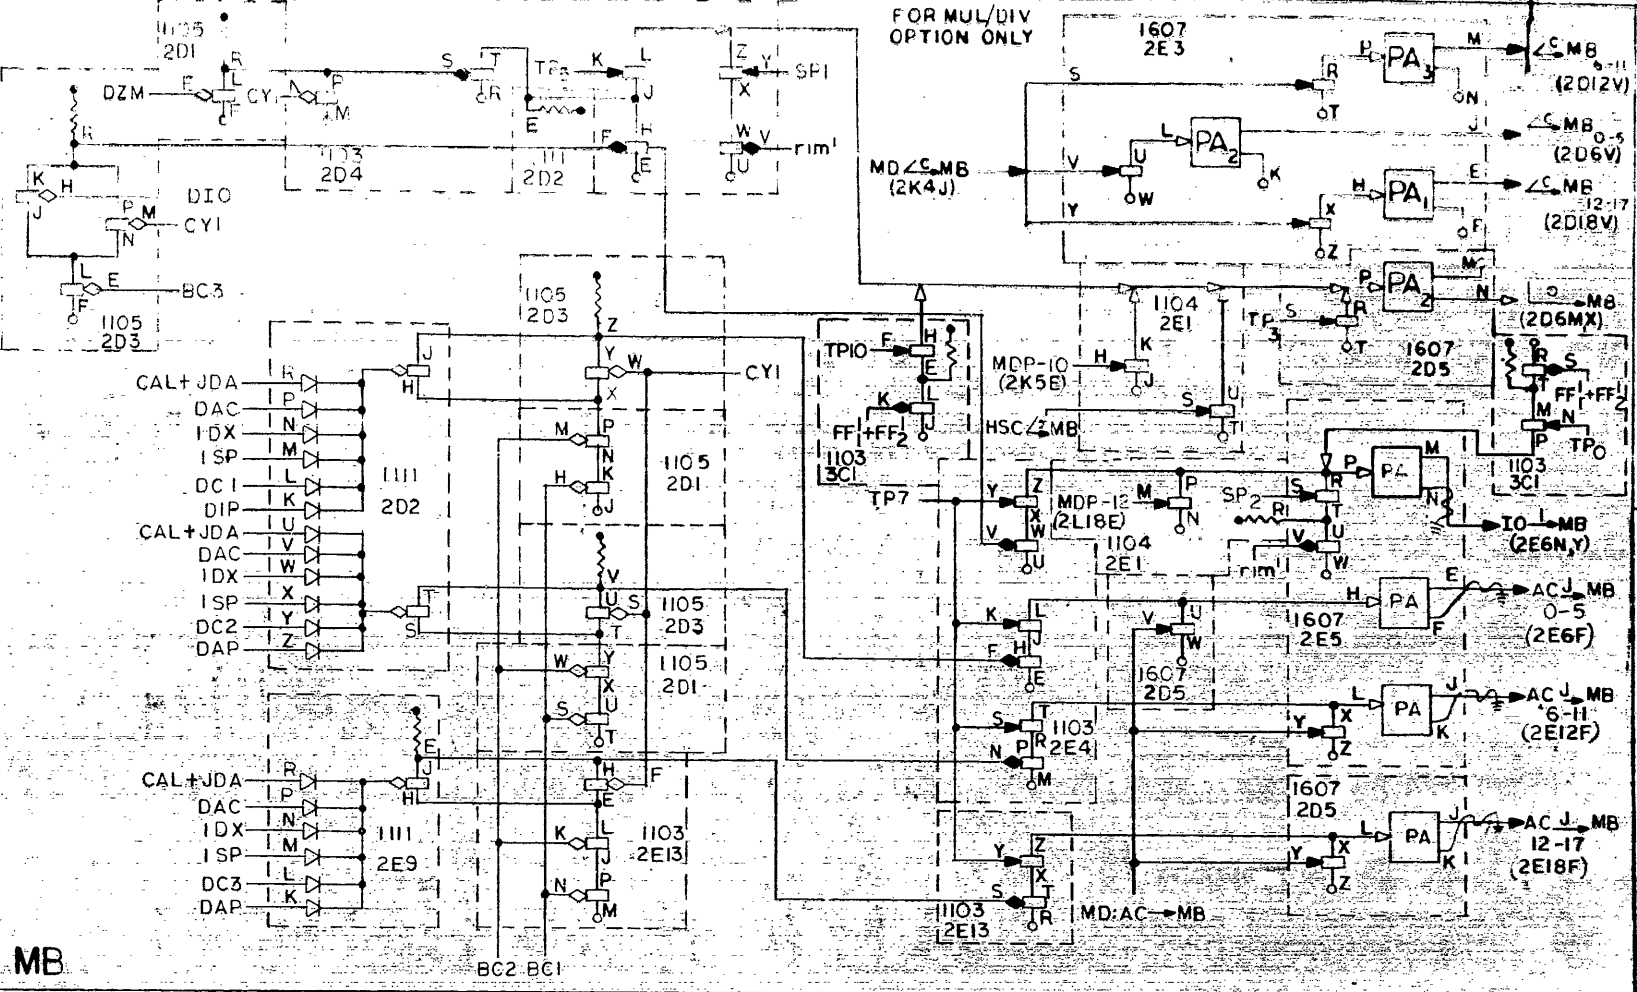 FOR MUL/DIV
OPTION ONLY
1105
2D1
R
L
F
DZM
E
CY1
P
M
S
T
R
1103
2D4
E
1111
2D2
K
L
J
H
F
E
Z
Y
X
SP1
W
V
U
rim'
1607
2E3
S
R
T
P
PA3
M
N
∠C MB
6-11
(2D12V)
MD ∠C→MB
(2K4J)
V
U
W
L
PA2
K
J
∠C MB 0-5
(2D6V)
Y
X
Z
H
PA1
E
F
∠C MB
12-17
(2D18V)
R
K
H
J
P
M
N
DIO
CY1
L
E
F
BC3
1105
2D3
1105
2D3
Z
Y
W
X
CY1
M
P
N
K
H
J
1105
2D1
CAL+JDA R
DAC P
IDX N
ISP M
DC1 L
DIP K
CAL+JDA U
DAC V
IDX W
ISP X
DC2 Y
DAP Z
J
H
T
S
1111
2D2
V
U
S
T
1105
2D3
W
Y
X
S
U
T
1105
2D1
CAL+JDA R
DAC P
IDX N
ISP M
DC3 L
DAP K
E
J
H
1111
2E9
H
F
E
K
L
J
N
P
M
1103
2E13
BC2 BC1
TP10
F
H
E
L
K
J
FF1'+FF2'
1103
3C1
1104
2E1
MDP-10
(2K5E)
H
K
J
HSC∠2MB
S
U
T
TP3
S
R
T
P
PA2
M
N
0→MB
(2D6MX)
1607
2D5
R
S
T
FF1'+FF2'
M
N
P
TP0
1103
3C1
TP7
Y
Z
X
W
V
U
MDP-12
(2L18E)
M
P
N
1104
2E1
SP2
S
R
T
R1
U
V
W
rim'
P
PA
M
N
IO 1→MB
(2E6N,Y)
K
L
J
F
H
E
V
U
W
1607
2D5
1607
2E5
H
PA
E
F
AC J→MB
0-5
(2E6F)
S
T
R
N
P
M
1103
2E4
Y
X
Z
L
PA
J
K
AC J→MB
6-11
(2E12F)
1607
2D5
Y
Z
X
S
T
R
1103
2E13
Y
X
Z
L
PA
J
K
AC J→MB
12-17
(2E18F)
MD:AC→MB
MB